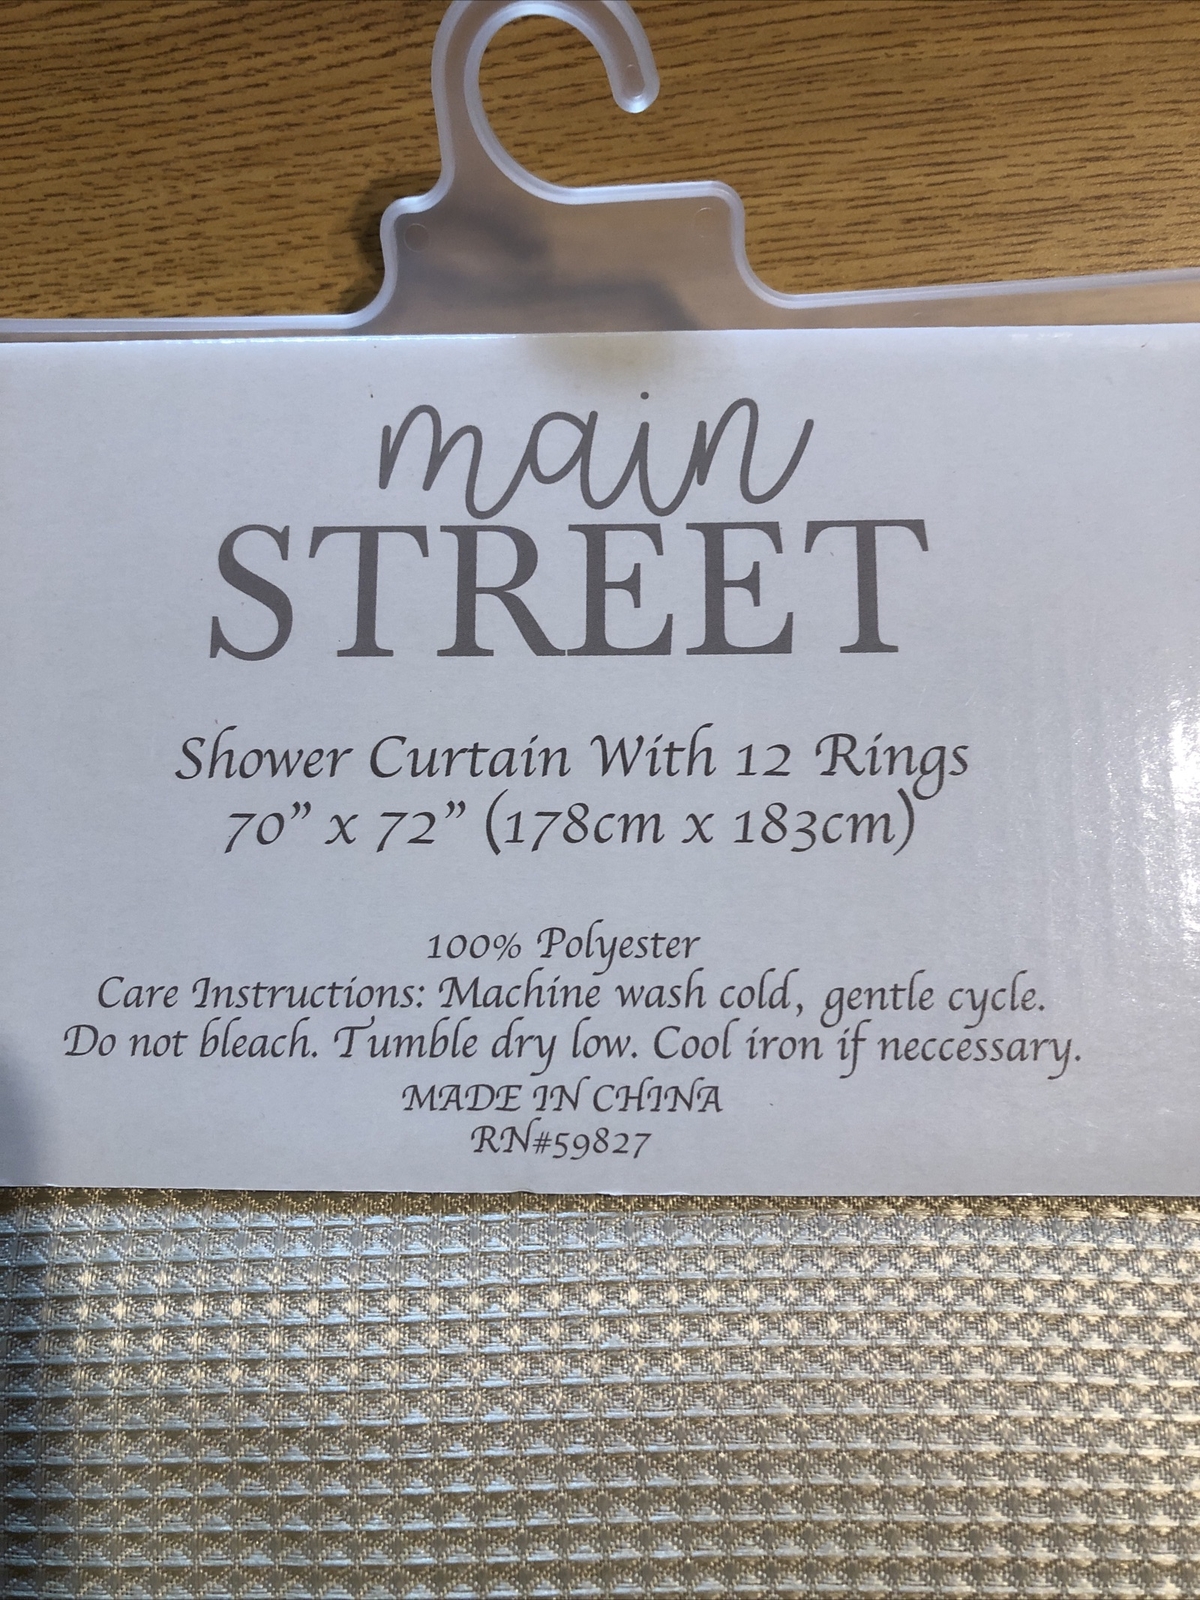 main
STREET
Shower Curtain With 12 Rings
70” x 72” (178cm x 183cm)
100% Polyester
Care Instructions: Machine wash cold, gentle cycle.
Do not bleach. Tumble dry low. Cool iron if neccessary.
MADE IN CHINA
RN#59827